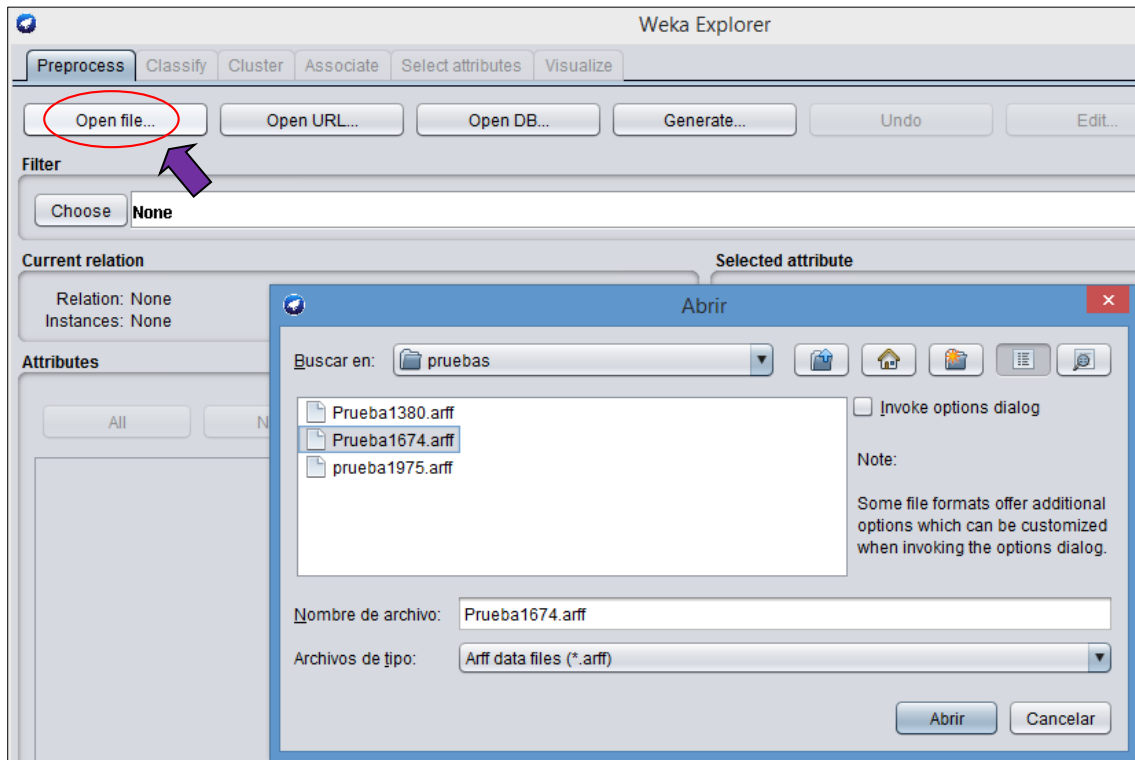 Weka Explorer
Preprocess Classify Cluster Associate Select attributes Visualize
Open file... Open URL... Open DB... Generate... Undo Edit...
Filter
Choose None
Current relation Selected attribute
Relation: None
Instances: None
Attributes
All
Abrir
Buscar en: pruebas
Prueba1380.arff
Prueba1674.arff
prueba1975.arff
Invoke options dialog
Note:
Some file formats offer additional
options which can be customized
when invoking the options dialog.
Nombre de archivo: Prueba1674.arff
Archivos de tipo: Arff data files (*.arff)
Abrir Cancelar